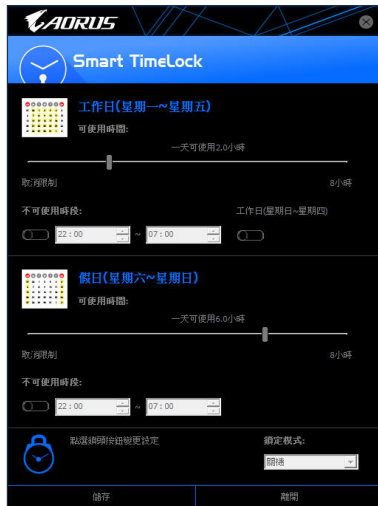 AORUS
Smart TimeLock
工作日(星期一~星期五)
可使用時間:
一天可使用2.0小時
取消限制 8小時
不可使用時段: 工作日(星期日~星期四)
22:00 ~ 07:00
假日(星期六~星期日)
可使用時間:
一天可使用6.0小時
取消限制 8小時
不可使用時段:
22:00 ~ 07:00
點選鎖頭按鈕變更設定 鎖定模式:
關機
儲存 離開